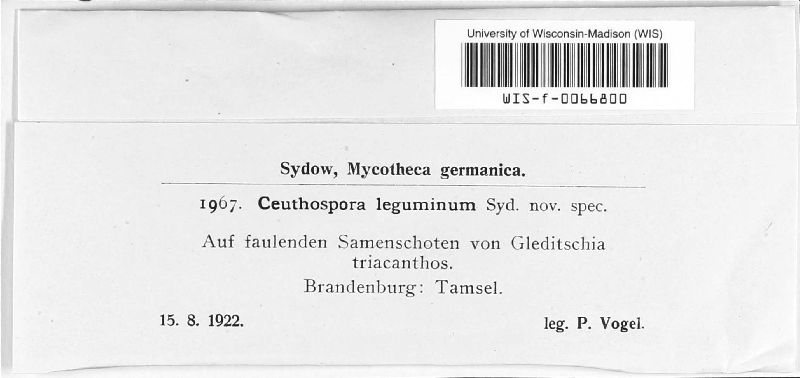 University of Wisconsin-Madison (WIS)
WIS-f-0066800
Sydow, Mycotheca germanica.
1967. Ceuthospora leguminum Syd. nov. spec.
Auf faulenden Samenschoten von Gleditschia
triacanthos.
Brandenburg: Tamsel.
15. 8. 1922. leg. P. Vogel.